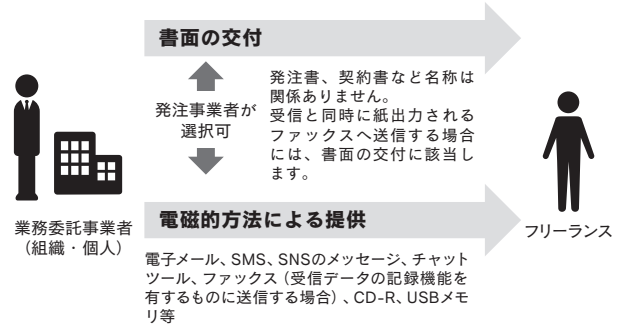 書面の交付
発注事業者が
選択可
発注書、契約書など名称は
関係ありません。
受信と同時に紙出力される
ファックスへ送信する場合
には、書面の交付に該当し
ます。
業務委託事業者
（組織・個人）
フリーランス
電磁的方法による提供
電子メール、SMS、SNSのメッセージ、チャット
ツール、ファックス（受信データの記録機能を
有するものに送信する場合）、CD-R、USBメモ
リ等